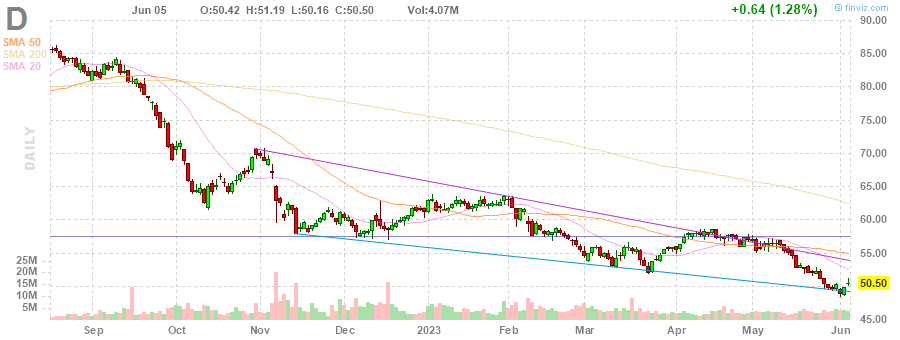 D
Jun 05 O:50.42 H:51.19 L:50.16 C:50.50 Vol:4.07M +0.64 (1.28%)
© finviz.com
SMA 50
SMA 200
SMA 20
DAILY
90.00
85.00
80.00
75.00
70.00
65.00
60.00
55.00
50.50
45.00
25M
20M
15M
10M
5M
Sep Oct Nov Dec 2023 Feb Mar Apr May Jun